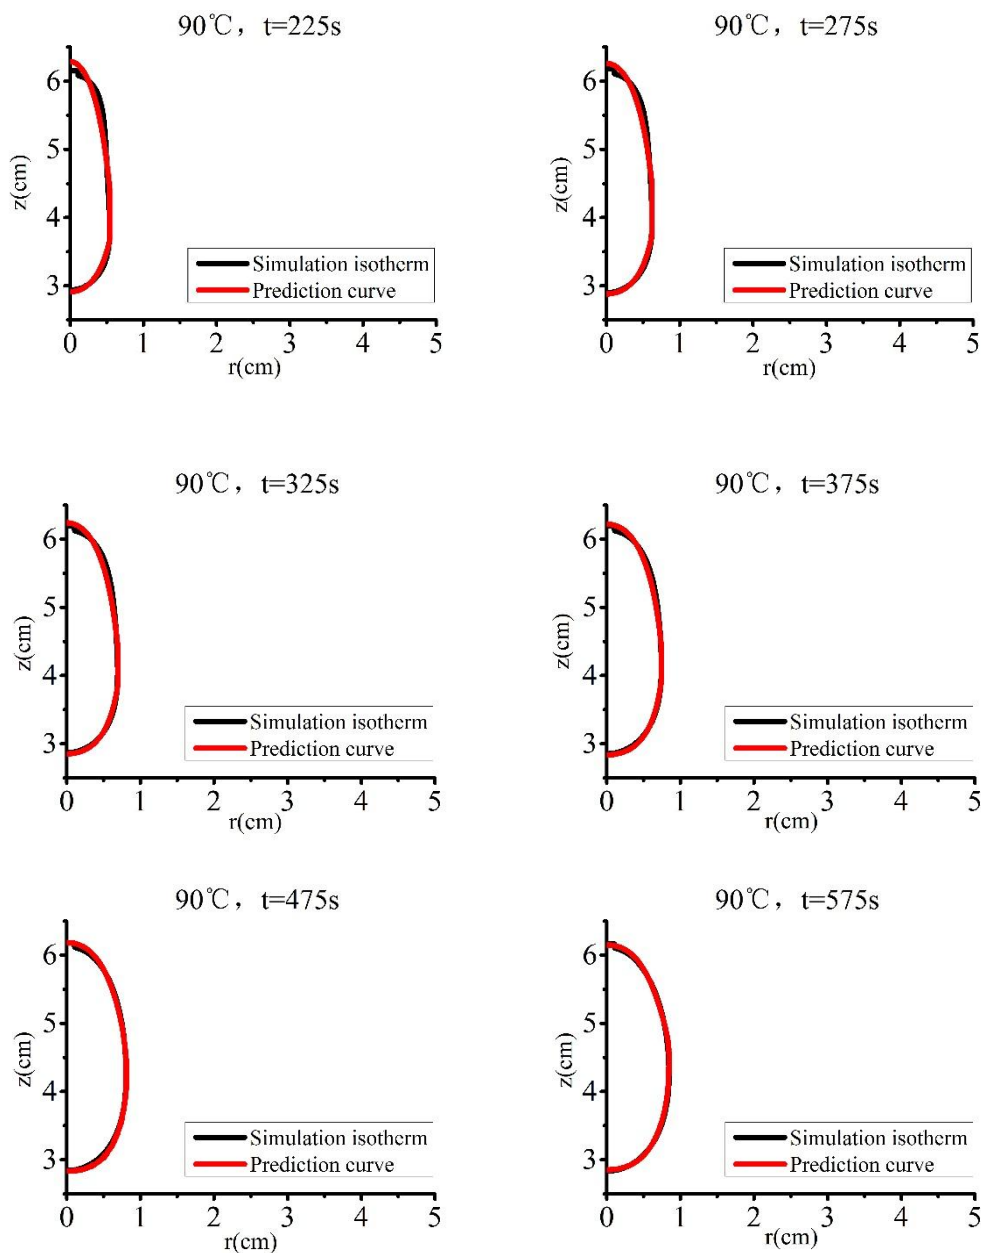 90℃，t=225s
6
5
4
3
z(cm)
Simulation isotherm
Prediction curve
0 1 2 3 4 5
r(cm)
90℃，t=275s
6
5
4
3
z(cm)
Simulation isotherm
Prediction curve
0 1 2 3 4 5
r(cm)
90℃，t=325s
6
5
4
3
z(cm)
Simulation isotherm
Prediction curve
0 1 2 3 4 5
r(cm)
90℃，t=375s
6
5
4
3
z(cm)
Simulation isotherm
Prediction curve
0 1 2 3 4 5
r(cm)
90℃，t=475s
6
5
4
3
z(cm)
Simulation isotherm
Prediction curve
0 1 2 3 4 5
r(cm)
90℃，t=575s
6
5
4
3
z(cm)
Simulation isotherm
Prediction curve
0 1 2 3 4 5
r(cm)